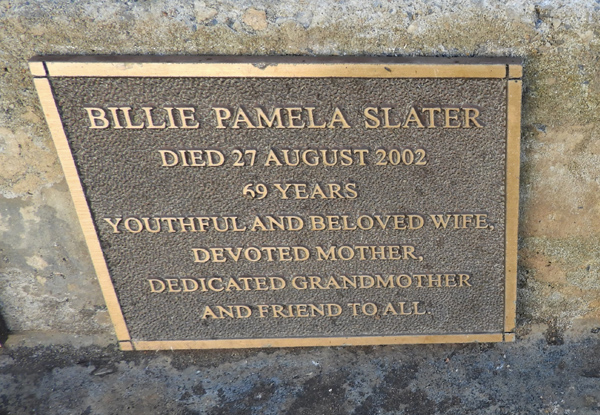 BILLIE PAMELA SLATER
DIED 27 AUGUST 2002
69 YEARS
YOUTHFUL AND BELOVED WIFE,
DEVOTED MOTHER,
DEDICATED GRANDMOTHER
AND FRIEND TO ALL.